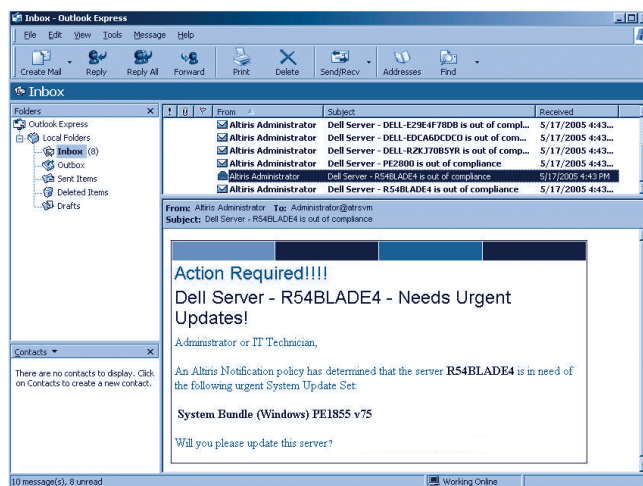 Inbox - Outlook Express
File Edit View Tools Message Help
Create Mail Reply Reply All Forward Print Delete Send/Recv Addresses Find
Inbox
Folders
Outlook Express
Local Folders
Inbox (8)
Outbox
Sent Items
Deleted Items
Drafts
! From Subject Received
Altiris Administrator Dell Server - DELL-E29E4F78DB is out of compl... 5/17/2005 4:43...
Altiris Administrator Dell Server - DELL-EDCA6DCDC0 is out of com... 5/17/2005 4:43...
Altiris Administrator Dell Server - DELL-RZKJ70B5YR is out of compl... 5/17/2005 4:43...
Altiris Administrator Dell Server - PE2800 is out of compliance 5/17/2005 4:43...
Altiris Administrator Dell Server - R54BLADE4 is out of compliance 5/17/2005 4:43 PM
Altiris Administrator Dell Server - R54BLADE4 is out of compliance 5/17/2005 4:43...
From: Altiris Administrator To: Administrator@atrsvm
Subject: Dell Server - R54BLADE4 is out of compliance
Action Required!!!!
Dell Server - R54BLADE4 - Needs Urgent
Updates!
Administrator or IT Technician,
An Altiris Notification policy has determined that the server R54BLADE4 is in need of
the following urgent System Update Set:
System Bundle (Windows) PE1855 v75
Will you please update this server?
Contacts
There are no contacts to display. Click
on Contacts to create a new contact.
10 message(s), 8 unread
Working Online